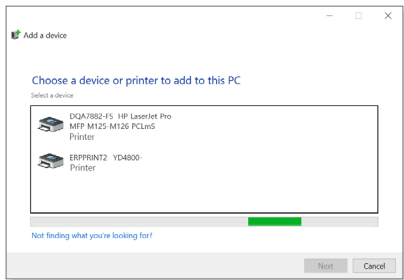 Add a device
Choose a device or printer to add to this PC
Select a device
DQA7882-FS HP LaserJet Pro
MFP M125-M126 PCLmS
Printer
ERPPRINT2 YD4800-
Printer
Not finding what you're looking for?
Next
Cancel